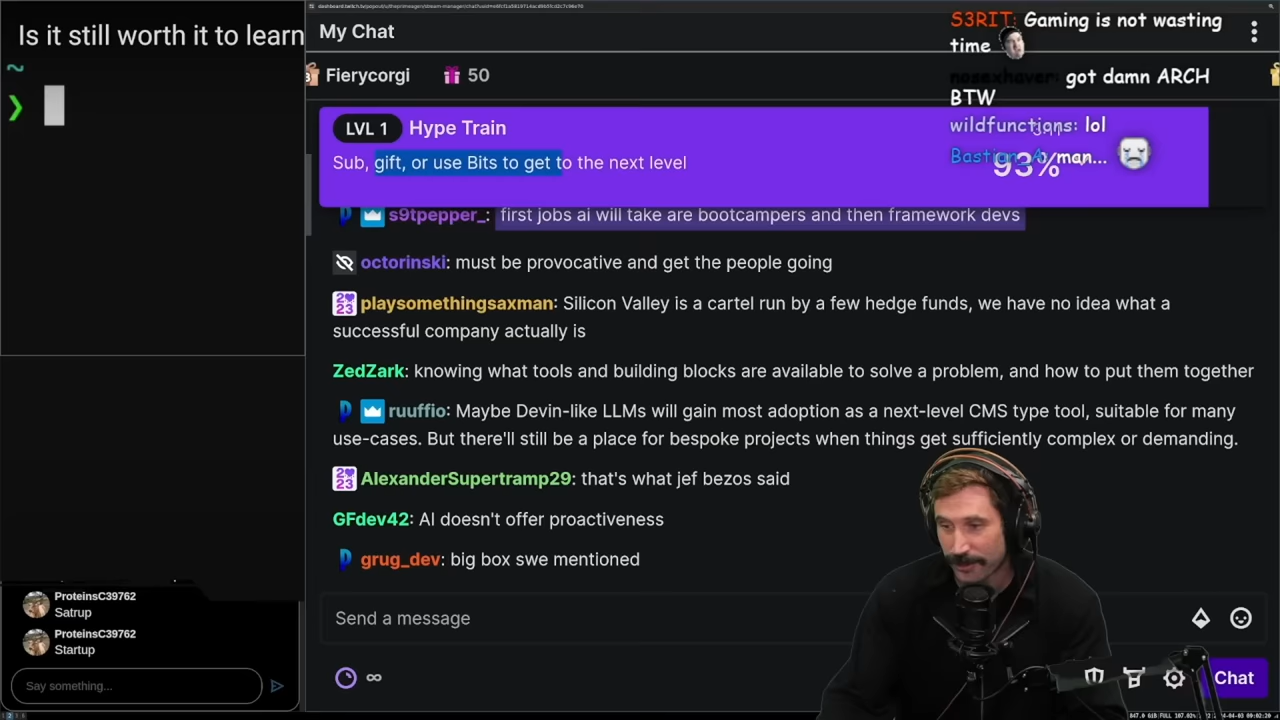 Is it still worth it to learn
~
❯
My Chat
Fierycorgi 50
LVL 1 Hype Train
Sub, gift, or use Bits to get to the next level
93%
s9tpepper_: first jobs ai will take are bootcampers and then framework devs
octorinski: must be provocative and get the people going
playsomethingsaxman: Silicon Valley is a cartel run by a few hedge funds, we have no idea what a
successful company actually is
ZedZark: knowing what tools and building blocks are available to solve a problem, and how to put them together
ruuffio: Maybe Devin-like LLMs will gain most adoption as a next-level CMS type tool, suitable for many
use-cases. But there'll still be a place for bespoke projects when things get sufficiently complex or demanding.
AlexanderSupertramp29: that's what jef bezos said
GFdev42: AI doesn't offer proactiveness
grug_dev: big box swe mentioned
Send a message
∞
Chat
S3RIT: Gaming is not wasting
time
nosexhaver: got damn ARCH
BTW
wildfunctions: lol
man...
ProteinsC39762
Satrup
ProteinsC39762
Startup
Say something...